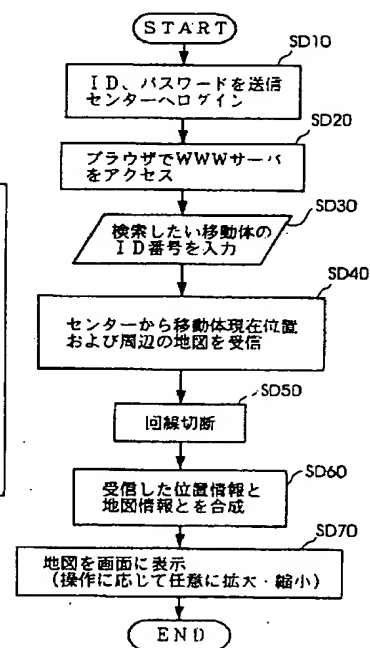 START
SD10
ID、パスワードを送信
センターへログイン
SD20
ブラウザでWWWサーバ
をアクセス
SD30
検索したい移動体の
ID番号を入力
SD40
センターから移動体現在位置
および周辺の地図を受信
SD50
回線切断
SD60
受信した位置情報と
地図情報とを合成
SD70
地図を画面に表示
(操作に応じて任意に拡大・縮小)
END